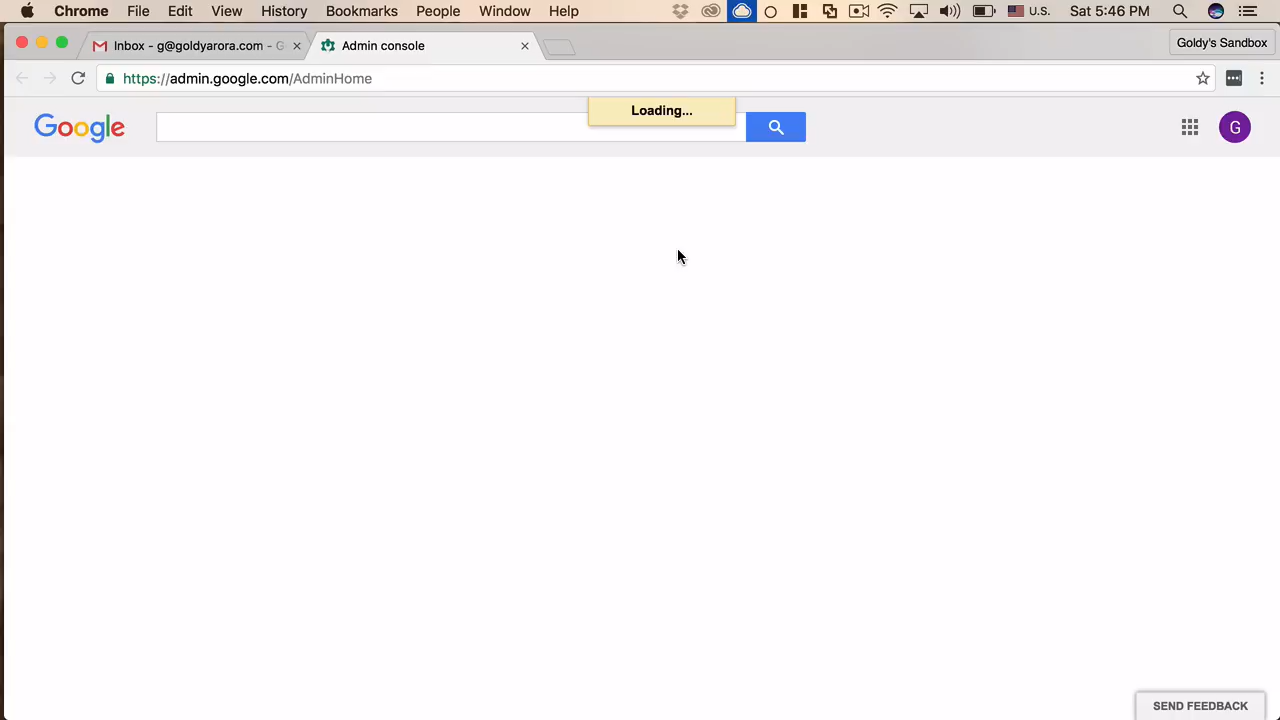 Chrome File Edit View History Bookmarks People Window Help U.S. Sat 5:46 PM
Inbox - g@goldyarora.com - G Admin console Goldy's Sandbox
https://admin.google.com/AdminHome
Loading...
Google G
SEND FEEDBACK